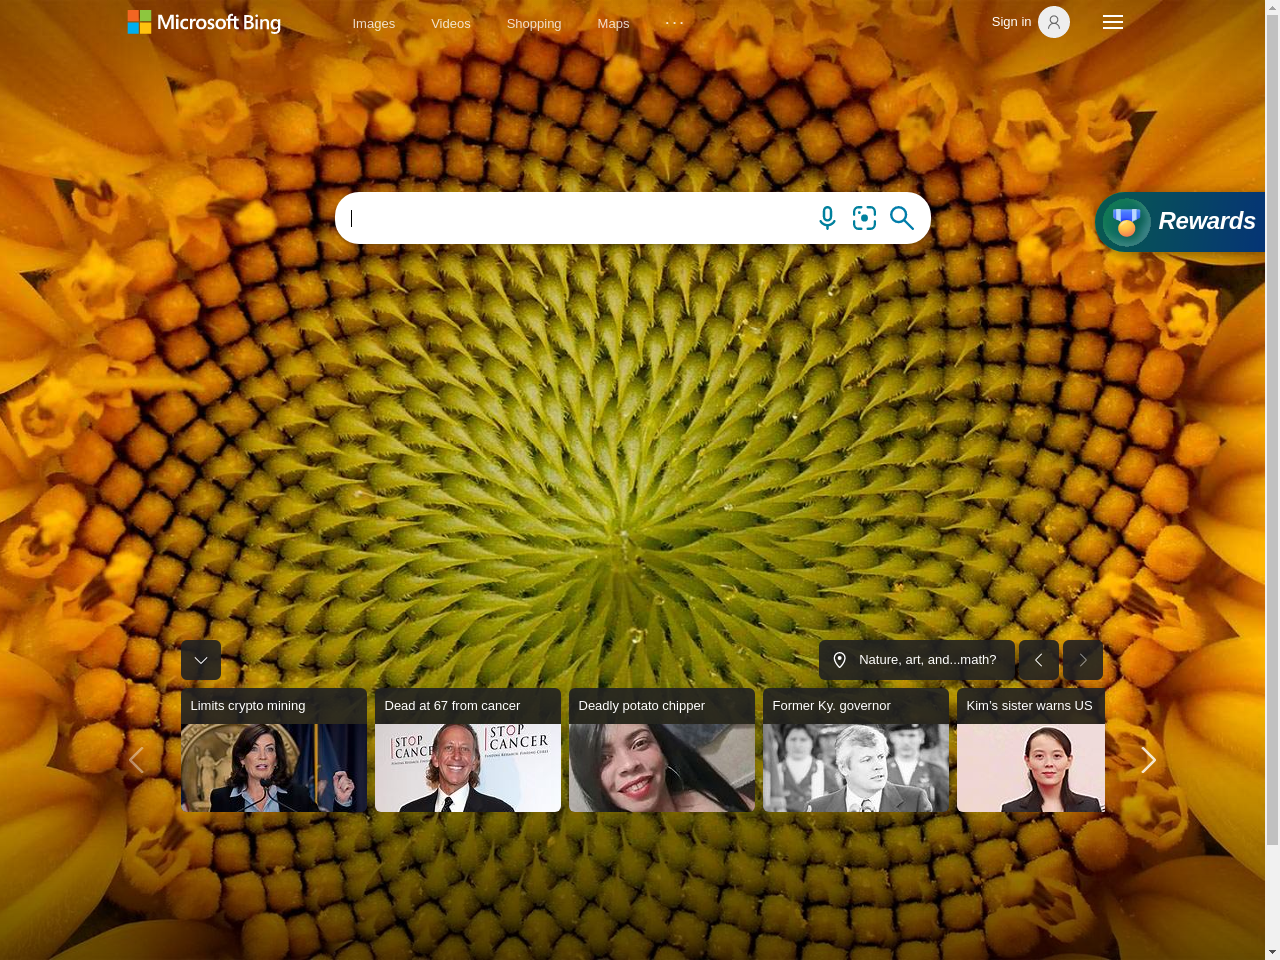 Microsoft Bing
Images
Videos
Shopping
Maps
Sign in
Rewards
Nature, art, and...math?
Limits crypto mining
Dead at 67 from cancer
Deadly potato chipper
Former Ky. governor
Kim's sister warns US
STOP
CANCER
STOP
CANCER